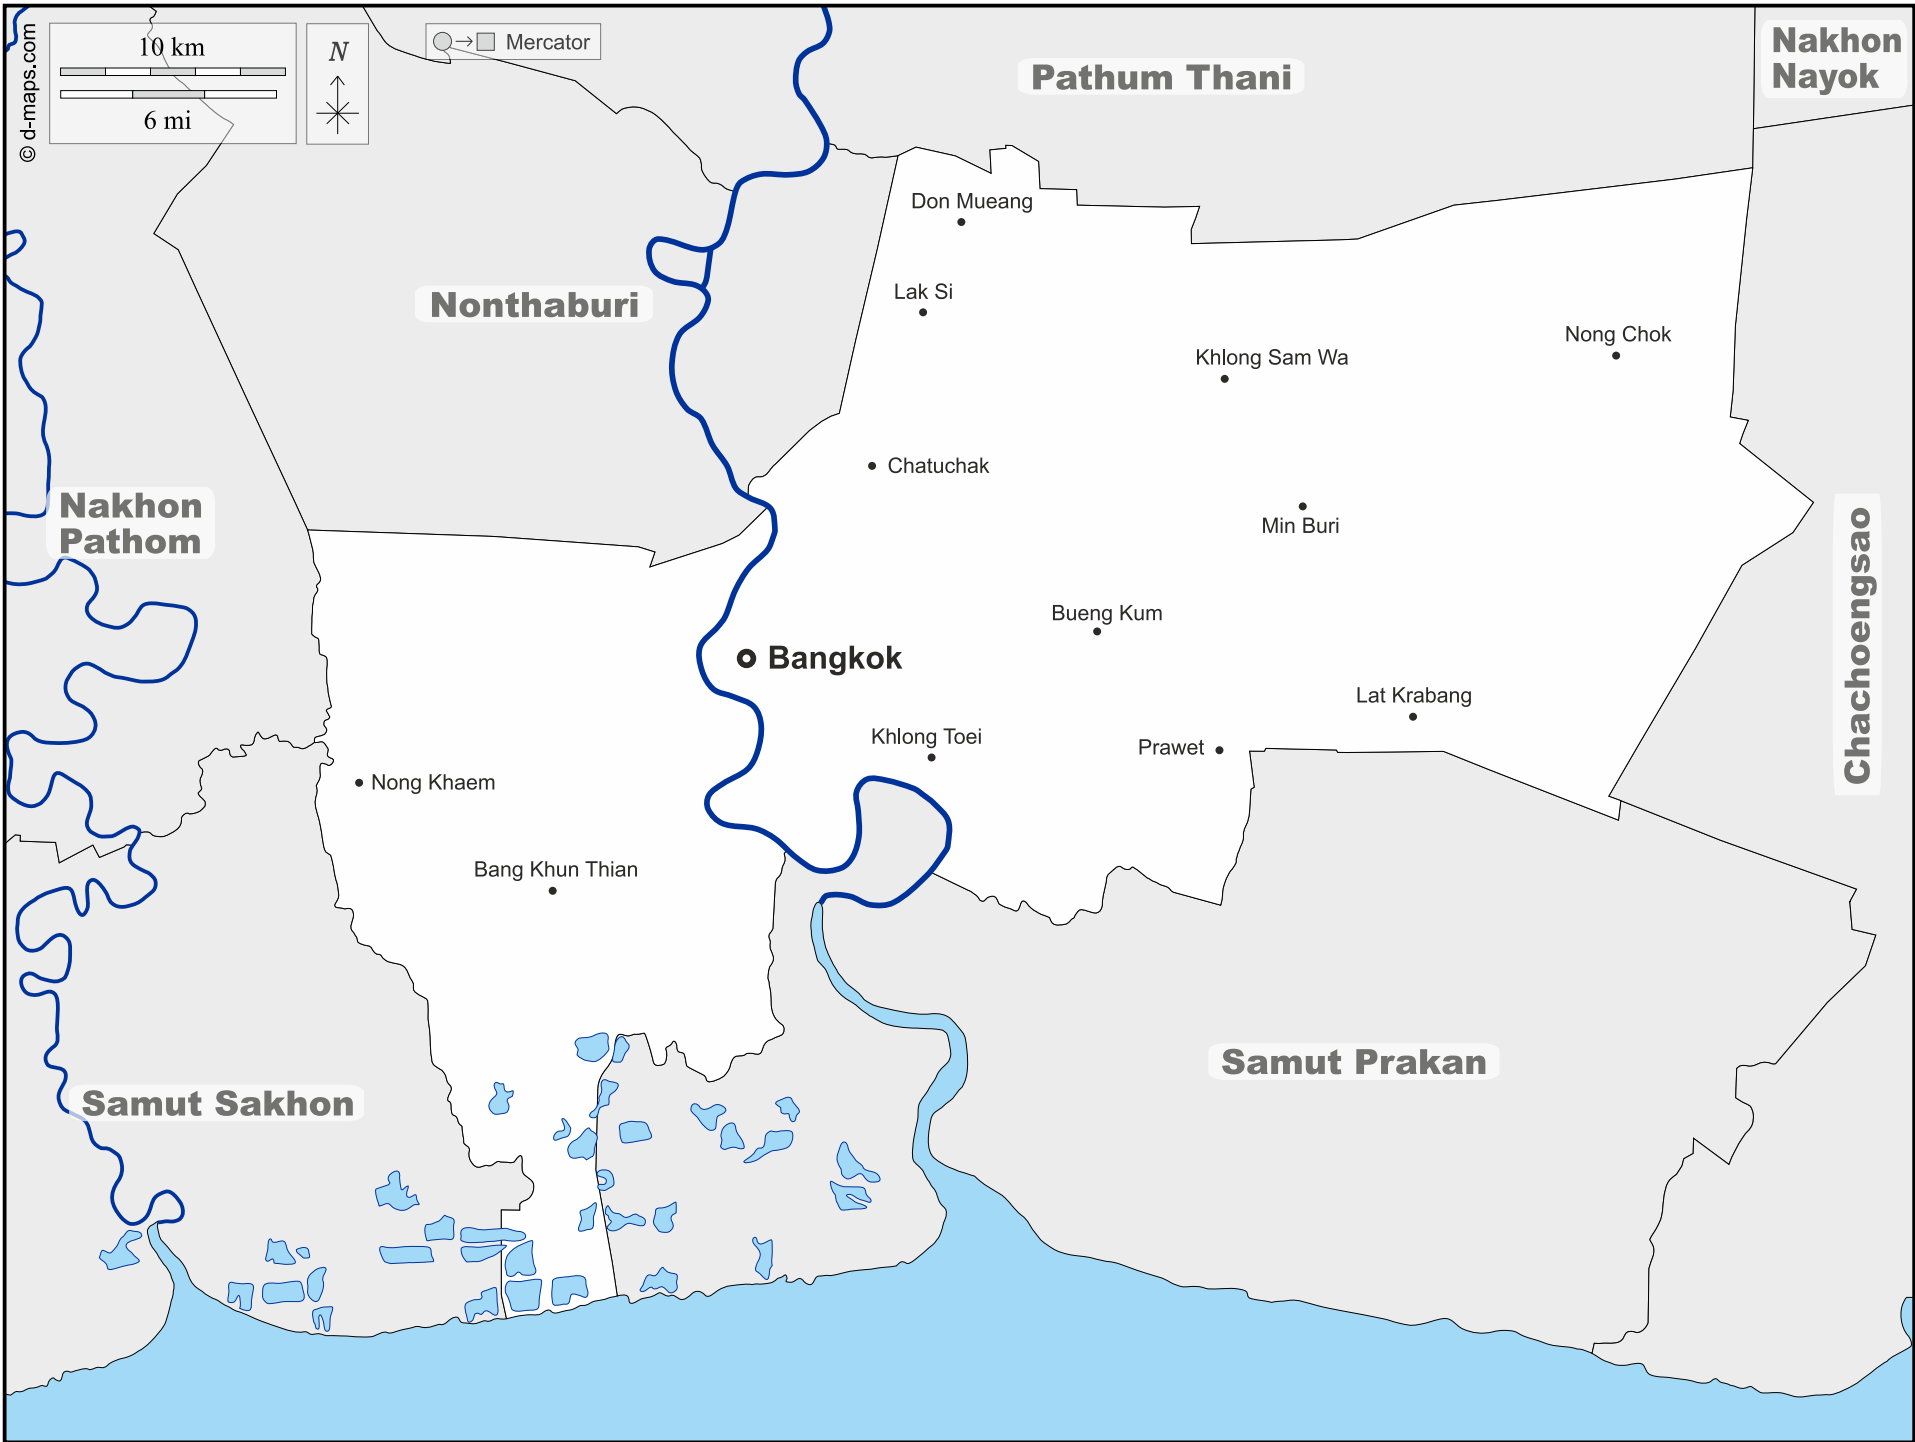 © d-maps.com
10 km
6 mi
N
Mercator
Pathum Thani
Nakhon
Nayok
Don Mueang
Lak Si
Nonthaburi
Nong Chok
Khlong Sam Wa
Chatuchak
Nakhon
Pathom
Min Buri
Chachoengsao
Bueng Kum
Bangkok
Lat Krabang
Khlong Toei
Prawet
Nong Khaem
Bang Khun Thian
Samut Prakan
Samut Sakhon